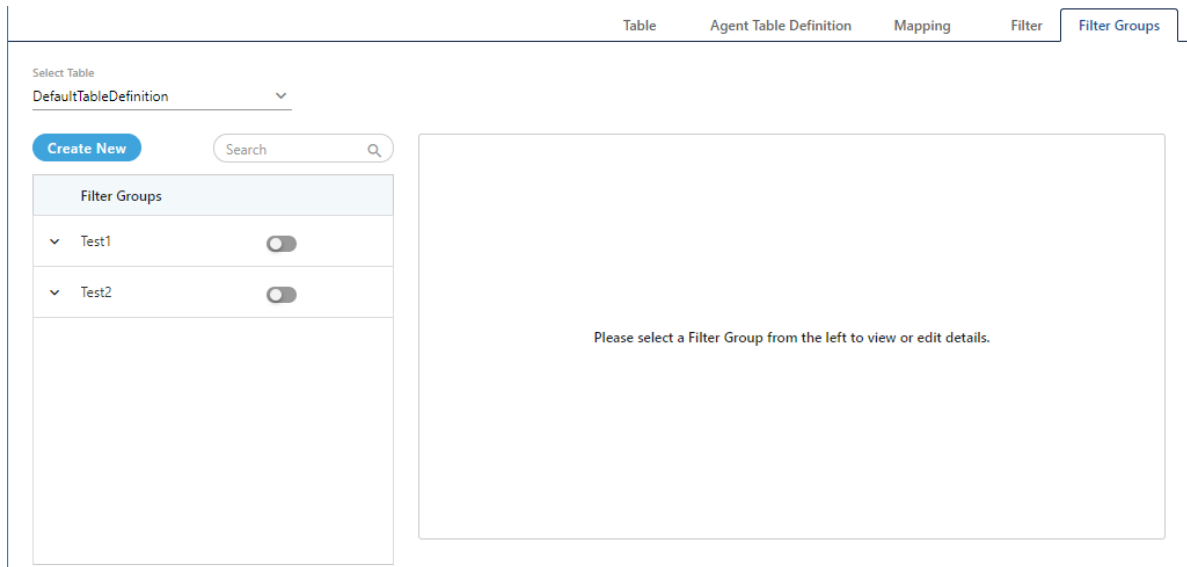 Table Agent Table Definition Mapping Filter Filter Groups
Select Table
DefaultTableDefinition
Create New
Search
Filter Groups
Test1
Test2
Please select a Filter Group from the left to view or edit details.